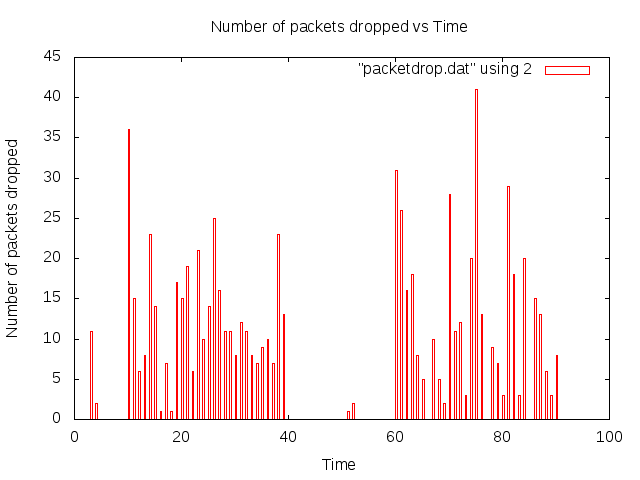 Number of packets dropped vs Time
"packetdrop.dat" using 2
Number of packets dropped
45
40
35
30
25
20
15
10
5
0
0 20 40 60 80 100
Time